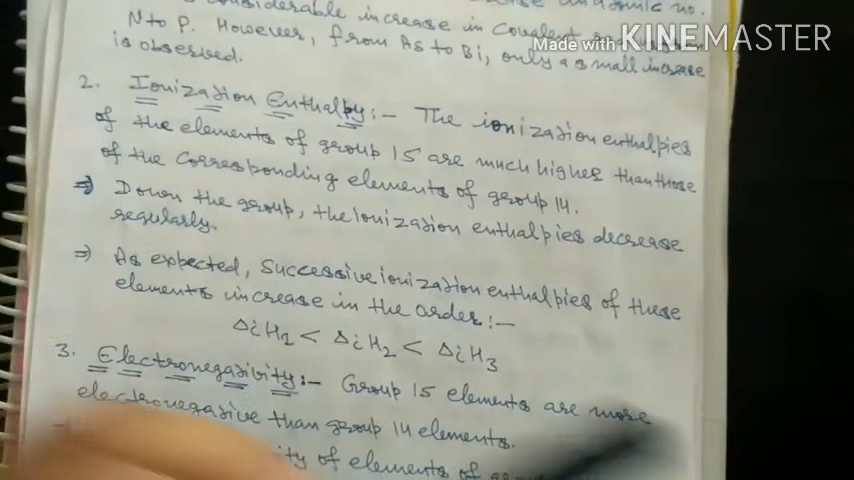 considerable increase in Covalent
N to P. However, from As to Bi, only a small increase
is observed.
Made with KINEMASTER
2. Ionization Enthalpy:- The ionization enthalpies
of the elements of group 15 are much higher than those
of the corresponding elements of group 14.
⇒ Down the group, the ionization enthalpies decrease
regularly.
⇒ As expected, Successive ionization enthalpies of these
elements increase in the order:-
ΔiH2 < ΔiH2 < ΔiH3
3. Electronegativity:- Group 15 elements are more
electronegative than group 14 elements.
ity of elements of